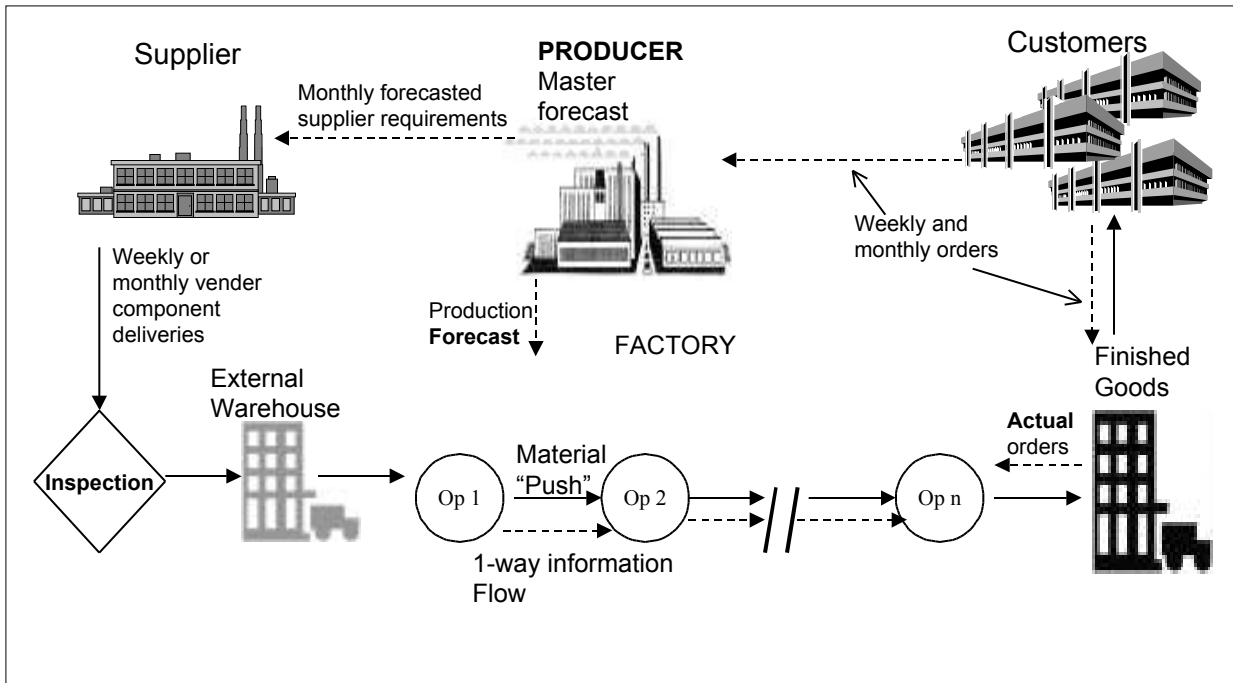 Supplier
PRODUCER
Master
forecast
Customers
Monthly forecasted
supplier requirements
Weekly and
monthly orders
Weekly or
monthly vender
component
deliveries
Production
Forecast
FACTORY
Finished
Goods
External
Warehouse
Actual
orders
Inspection
Material
“Push”
Op 1
Op 2
Op n
1-way information
Flow